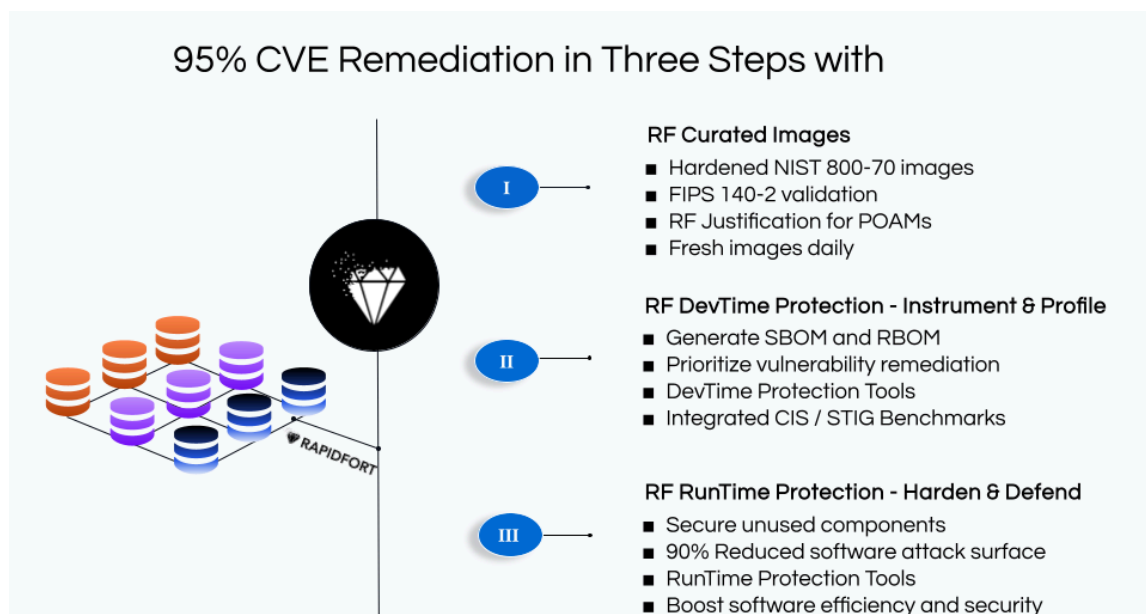 95% CVE Remediation in Three Steps with
I
RF Curated Images
Hardened NIST 800-70 images
FIPS 140-2 validation
RF Justification for POAMs
Fresh images daily
II
RF DevTime Protection - Instrument & Profile
Generate SBOM and RBOM
Prioritize vulnerability remediation
DevTime Protection Tools
Integrated CIS / STIG Benchmarks
RAPIDFORT
III
RF RunTime Protection - Harden & Defend
Secure unused components
90% Reduced software attack surface
RunTime Protection Tools
Boost software efficiency and security